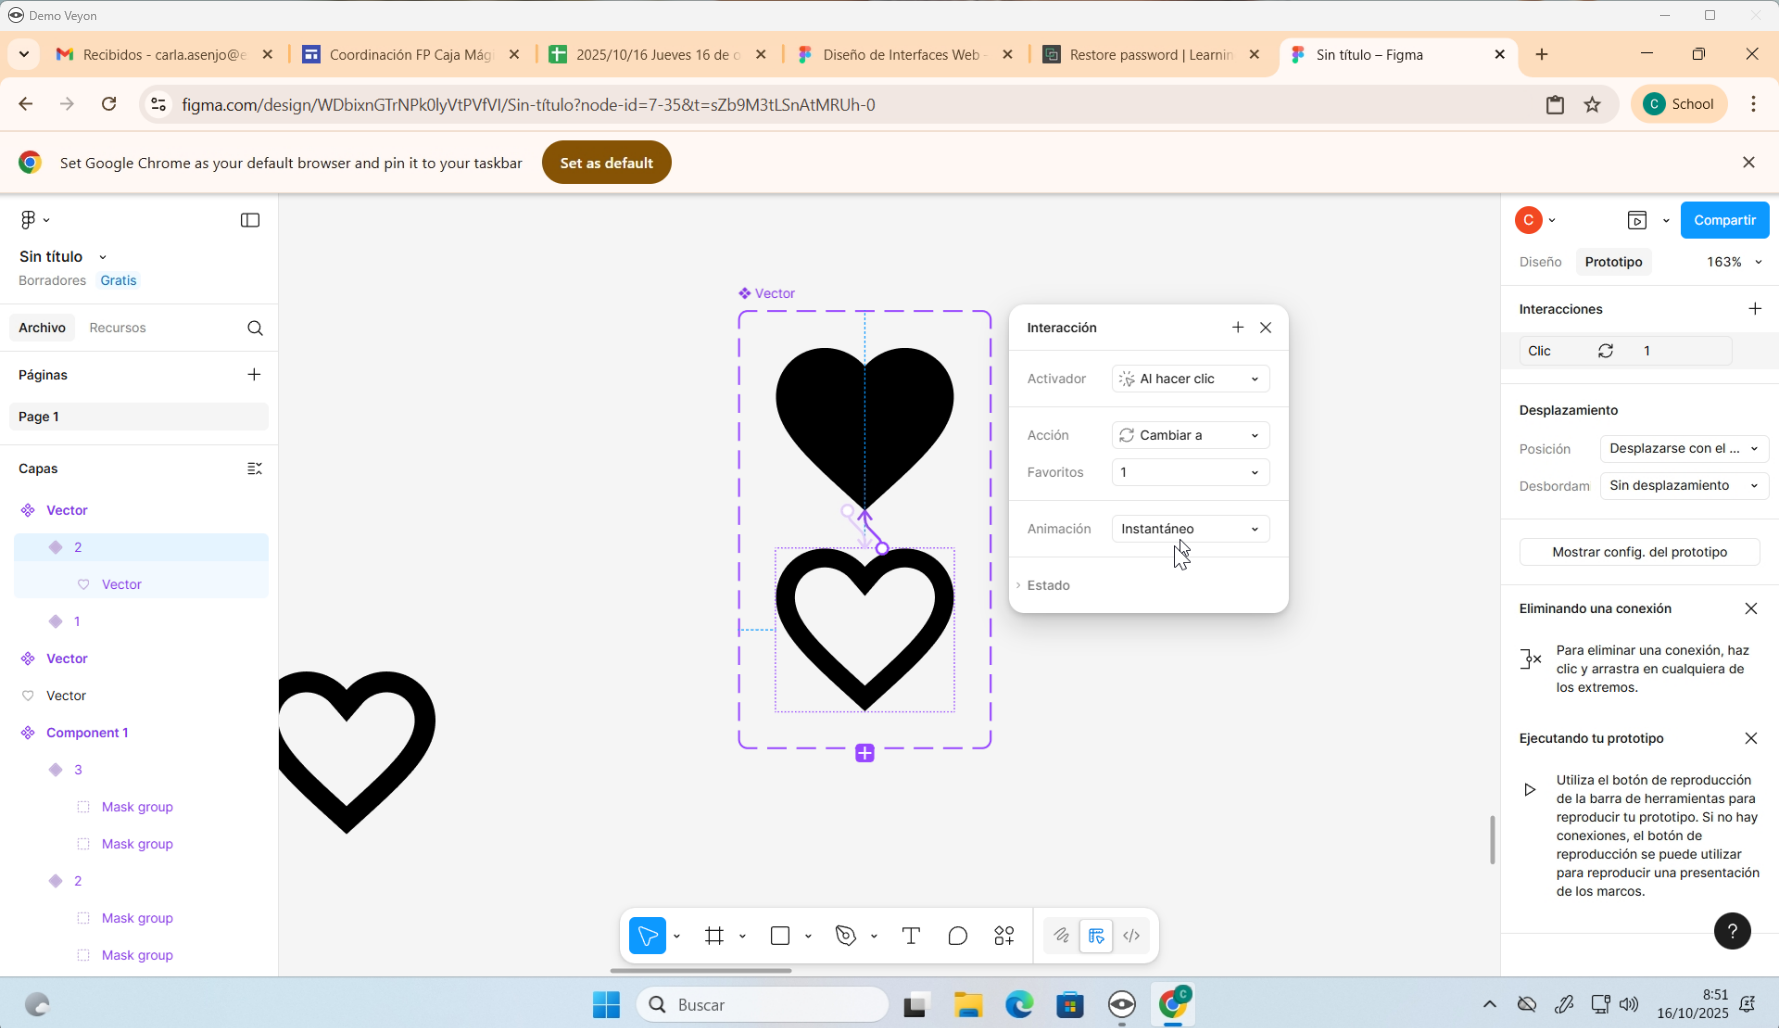 Demo Veyon
Recibidos - carla.asenjo@e
Coordinación FP Caja Mági
2025/10/16 Jueves 16 de o
Diseño de Interfaces Web -
Restore password | Learnin
Sin título – Figma
figma.com/design/WDbixnGTrNPk0lyVtPVfVI/Sin-título?node-id=7-35&t=sZb9M3tLSnAtMRUh-0
C School
Set Google Chrome as your default browser and pin it to your taskbar
Set as default
Sin título
Borradores Gratis
Archivo Recursos
Páginas
Page 1
Capas
Vector
2
Vector
1
Vector
Vector
Component 1
3
Mask group
Mask group
2
Mask group
Mask group
Vector
Interacción
Activador Al hacer clic
Acción Cambiar a
Favoritos 1
Animación Instantáneo
Estado
C
Compartir
Diseño Prototipo 163%
Interacciones
Clic 1
Desplazamiento
Posición Desplazarse con el ...
Desbordam Sin desplazamiento
Mostrar config. del prototipo
Eliminando una conexión
Para eliminar una conexión, haz
clic y arrastra en cualquiera de
los extremos.
Ejecutando tu prototipo
Utiliza el botón de reproducción
de la barra de herramientas para
reproducir tu prototipo. Si no hay
conexiones, el botón de
reproducción se puede utilizar
para reproducir una presentación
de los marcos.
?
Buscar
C
8:51
16/10/2025